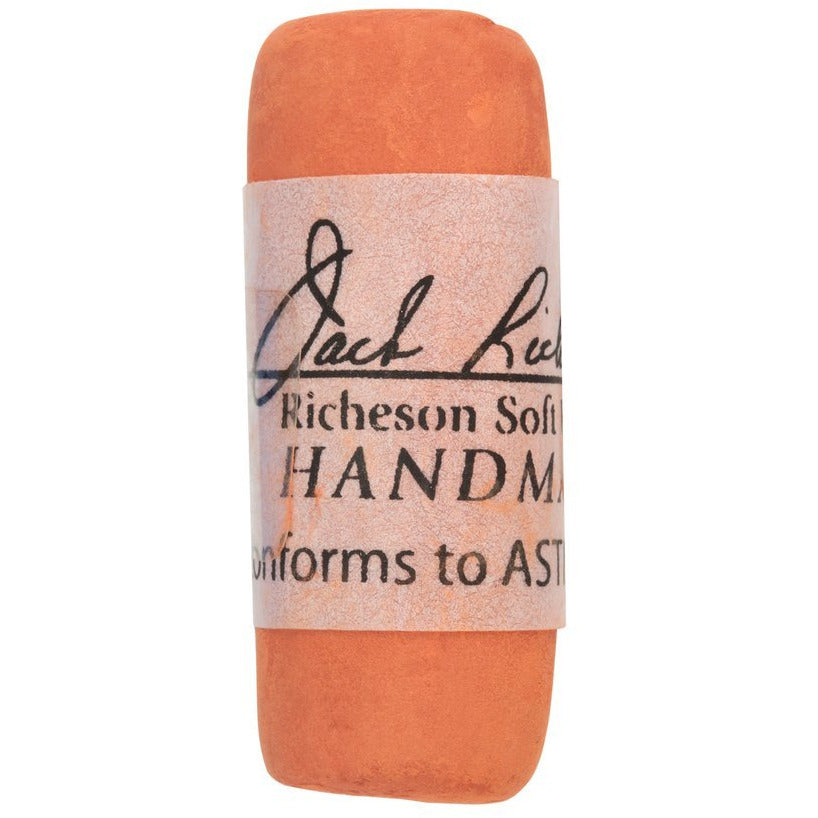 Jack Rich
Richeson Soft
HANDMA
onforms to AST